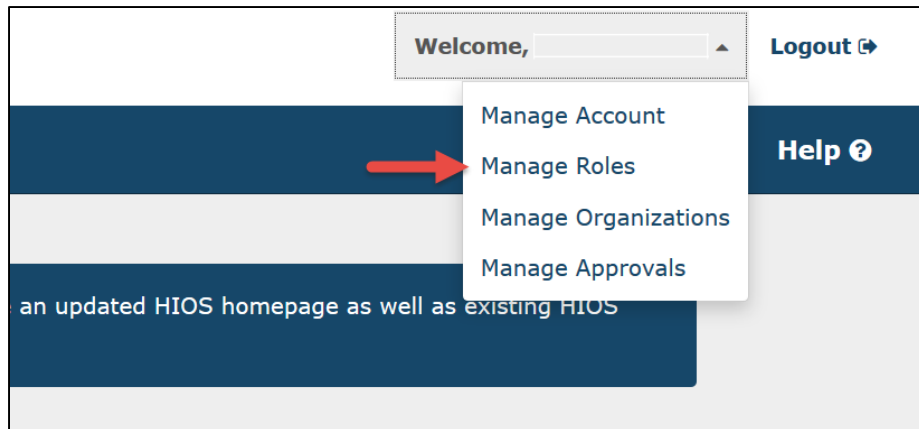 Welcome,
Logout
Manage Account
Manage Roles
Help
Manage Organizations
Manage Approvals
an updated HIOS homepage as well as existing HIOS